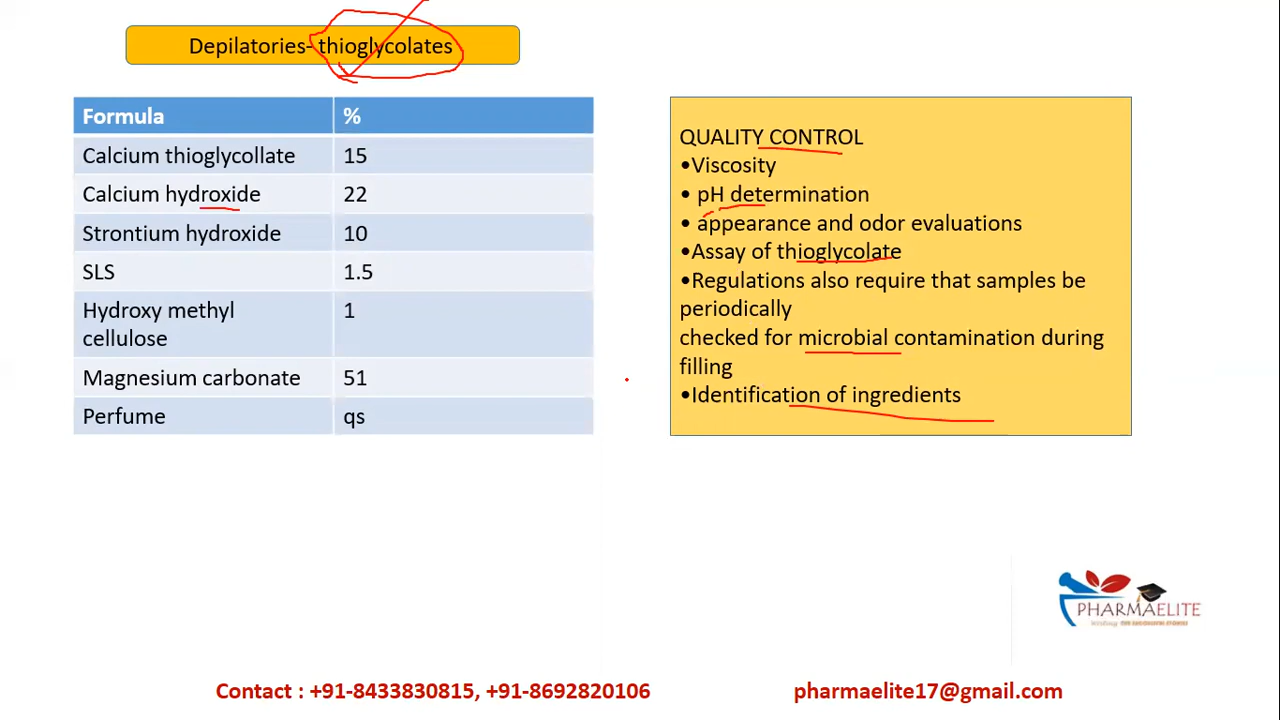 Depilatories- thioglycolates
Formula %
Calcium thioglycollate 15
Calcium hydroxide 22
Strontium hydroxide 10
SLS 1.5
Hydroxy methyl
cellulose 1
Magnesium carbonate 51
Perfume qs
QUALITY CONTROL
•Viscosity
• pH determination
• appearance and odor evaluations
•Assay of thioglycolate
•Regulations also require that samples be
periodically
checked for microbial contamination during
filling
•Identification of ingredients
PHARMAELITE
Contact : +91-8433830815, +91-8692820106
pharmaelite17@gmail.com